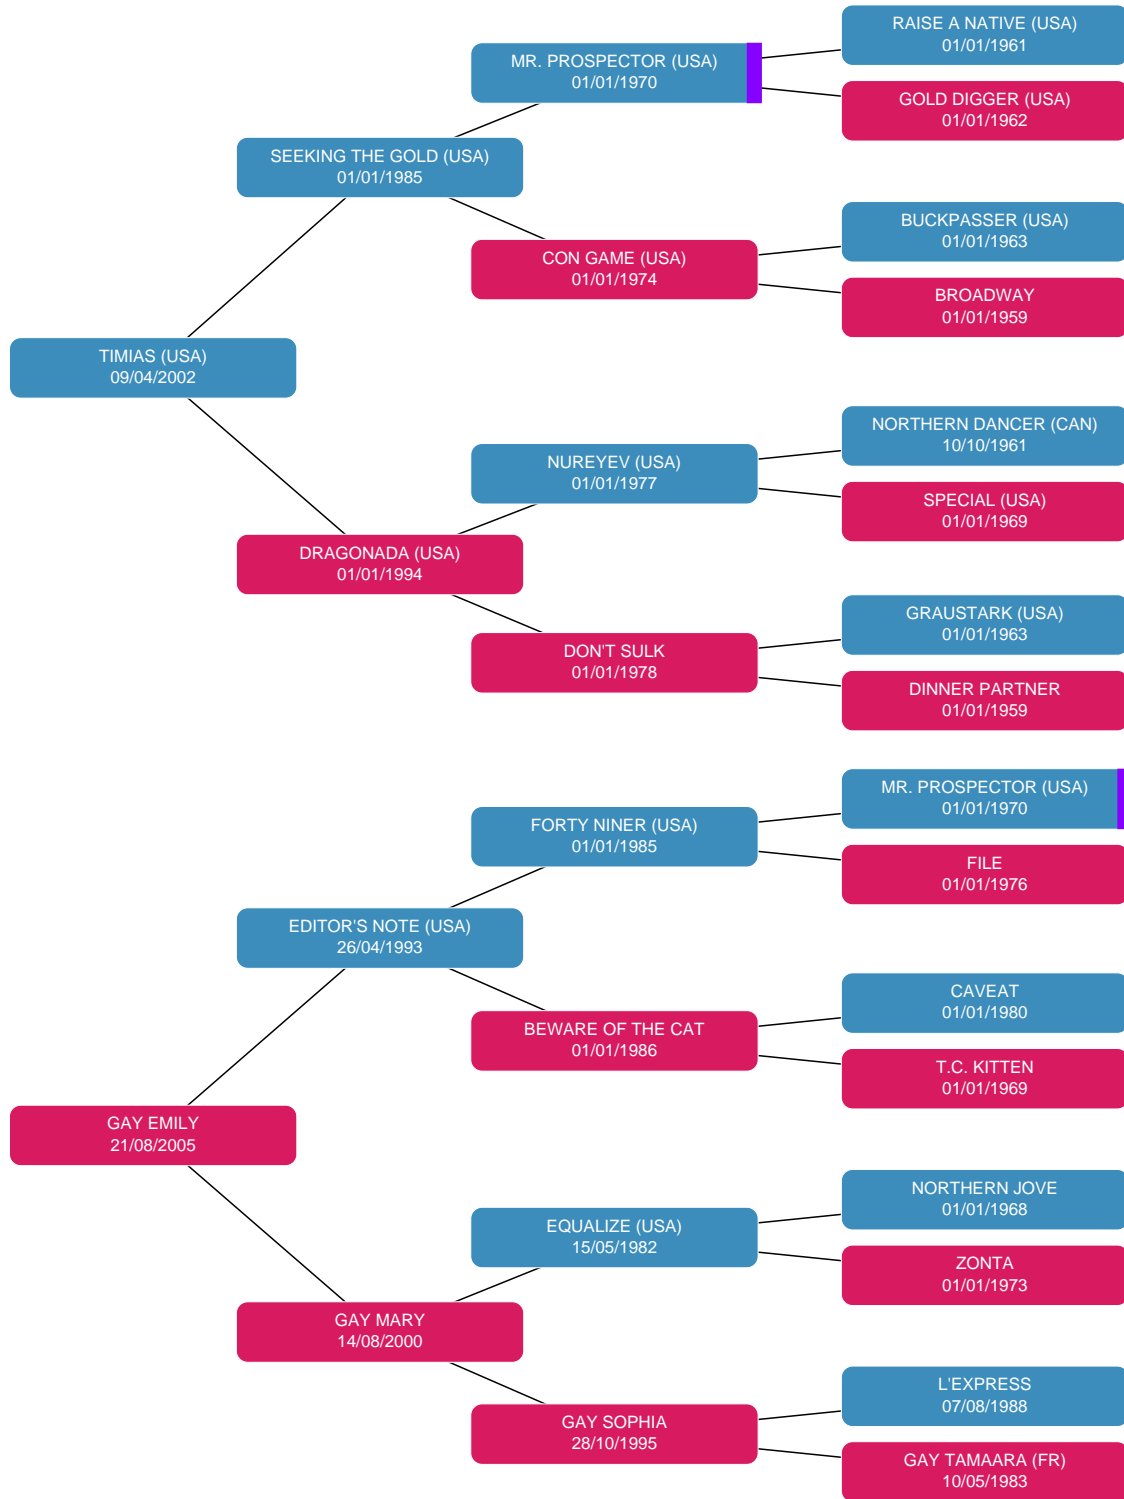 RAISE A NATIVE (USA)
01/01/1961
MR. PROSPECTOR (USA)
01/01/1970
GOLD DIGGER (USA)
01/01/1962
SEEKING THE GOLD (USA)
01/01/1985
BUCKPASSER (USA)
01/01/1963
CON GAME (USA)
01/01/1974
BROADWAY
01/01/1959
TIMIAS (USA)
09/04/2002
NORTHERN DANCER (CAN)
10/10/1961
NUREYEV (USA)
01/01/1977
SPECIAL (USA)
01/01/1969
DRAGONADA (USA)
01/01/1994
GRAUSTARK (USA)
01/01/1963
DON'T SULK
01/01/1978
DINNER PARTNER
01/01/1959
MR. PROSPECTOR (USA)
01/01/1970
FORTY NINER (USA)
01/01/1985
FILE
01/01/1976
EDITOR'S NOTE (USA)
26/04/1993
CAVEAT
01/01/1980
BEWARE OF THE CAT
01/01/1986
T.C. KITTEN
01/01/1969
GAY EMILY
21/08/2005
NORTHERN JOVE
01/01/1968
EQUALIZE (USA)
15/05/1982
ZONTA
01/01/1973
GAY MARY
14/08/2000
L'EXPRESS
07/08/1988
GAY SOPHIA
28/10/1995
GAY TAMAARA (FR)
10/05/1983